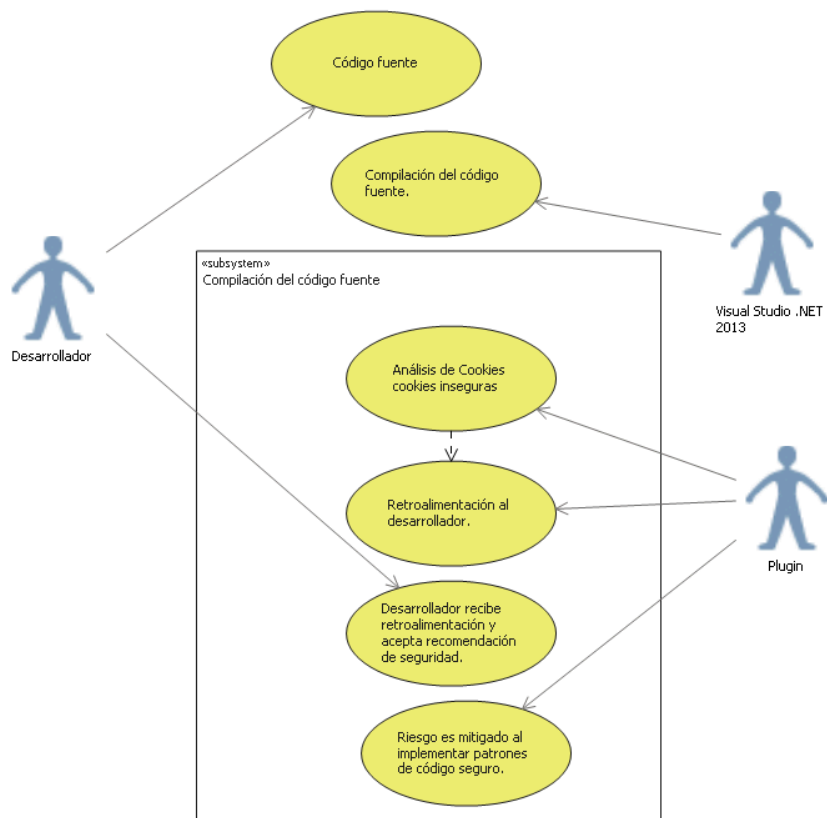 Código fuente
Compilación del código
fuente.
Visual Studio .NET
2013
Desarrollador
«subsystem»
Compilación del código fuente
Análisis de Cookies
cookies inseguras
Retroalimentación al
desarrollador.
Plugin
Desarrollador recibe
retroalimentación y
acepta recomendación
de seguridad.
Riesgo es mitigado al
implementar patrones
de código seguro.